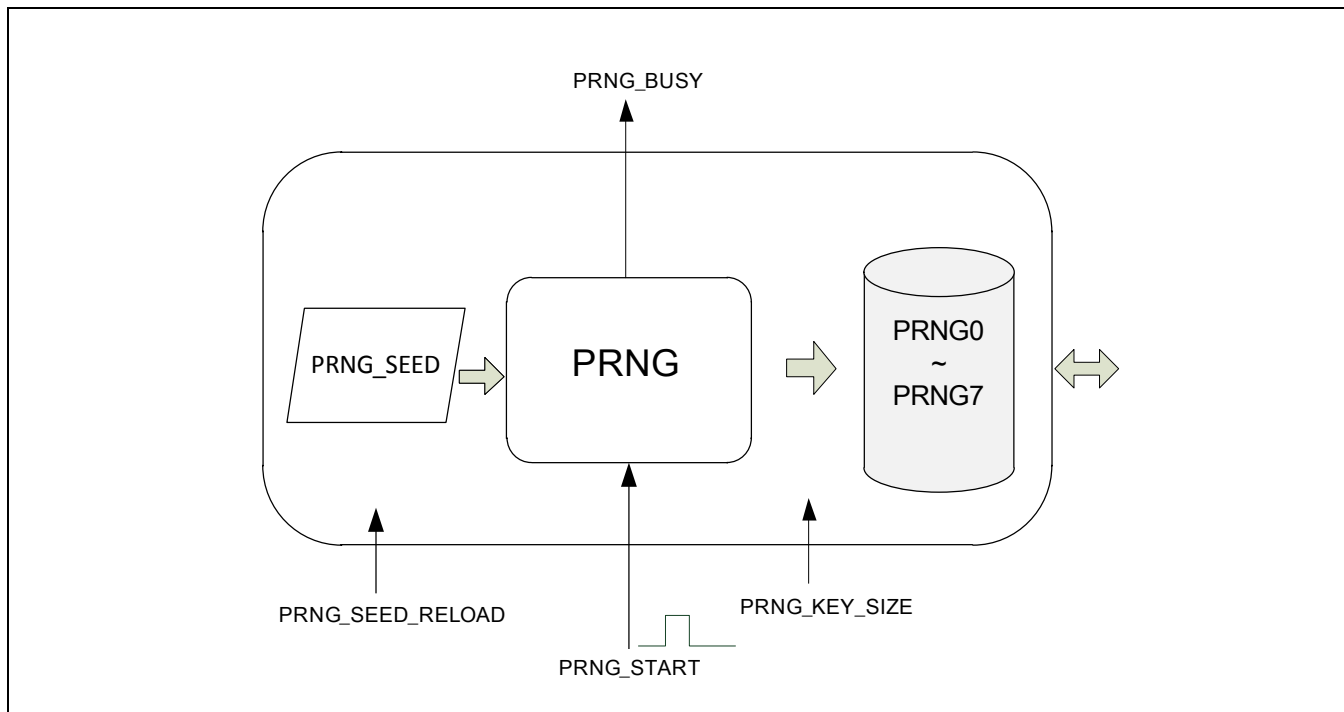 PRNG_BUSY
PRNG_SEED
PRNG
PRNG0
~
PRNG7
PRNG_SEED_RELOAD
PRNG_KEY_SIZE
PRNG_START